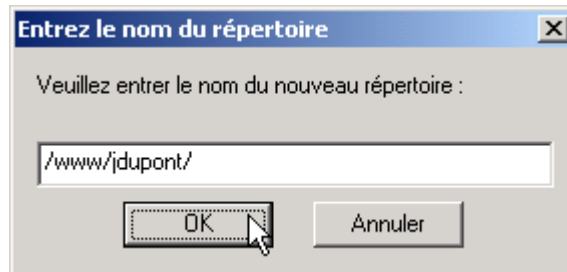 Entrez le nom du répertoire
Veuillez entrer le nom du nouveau répertoire :
/www/jdupont/
OK
Annuler